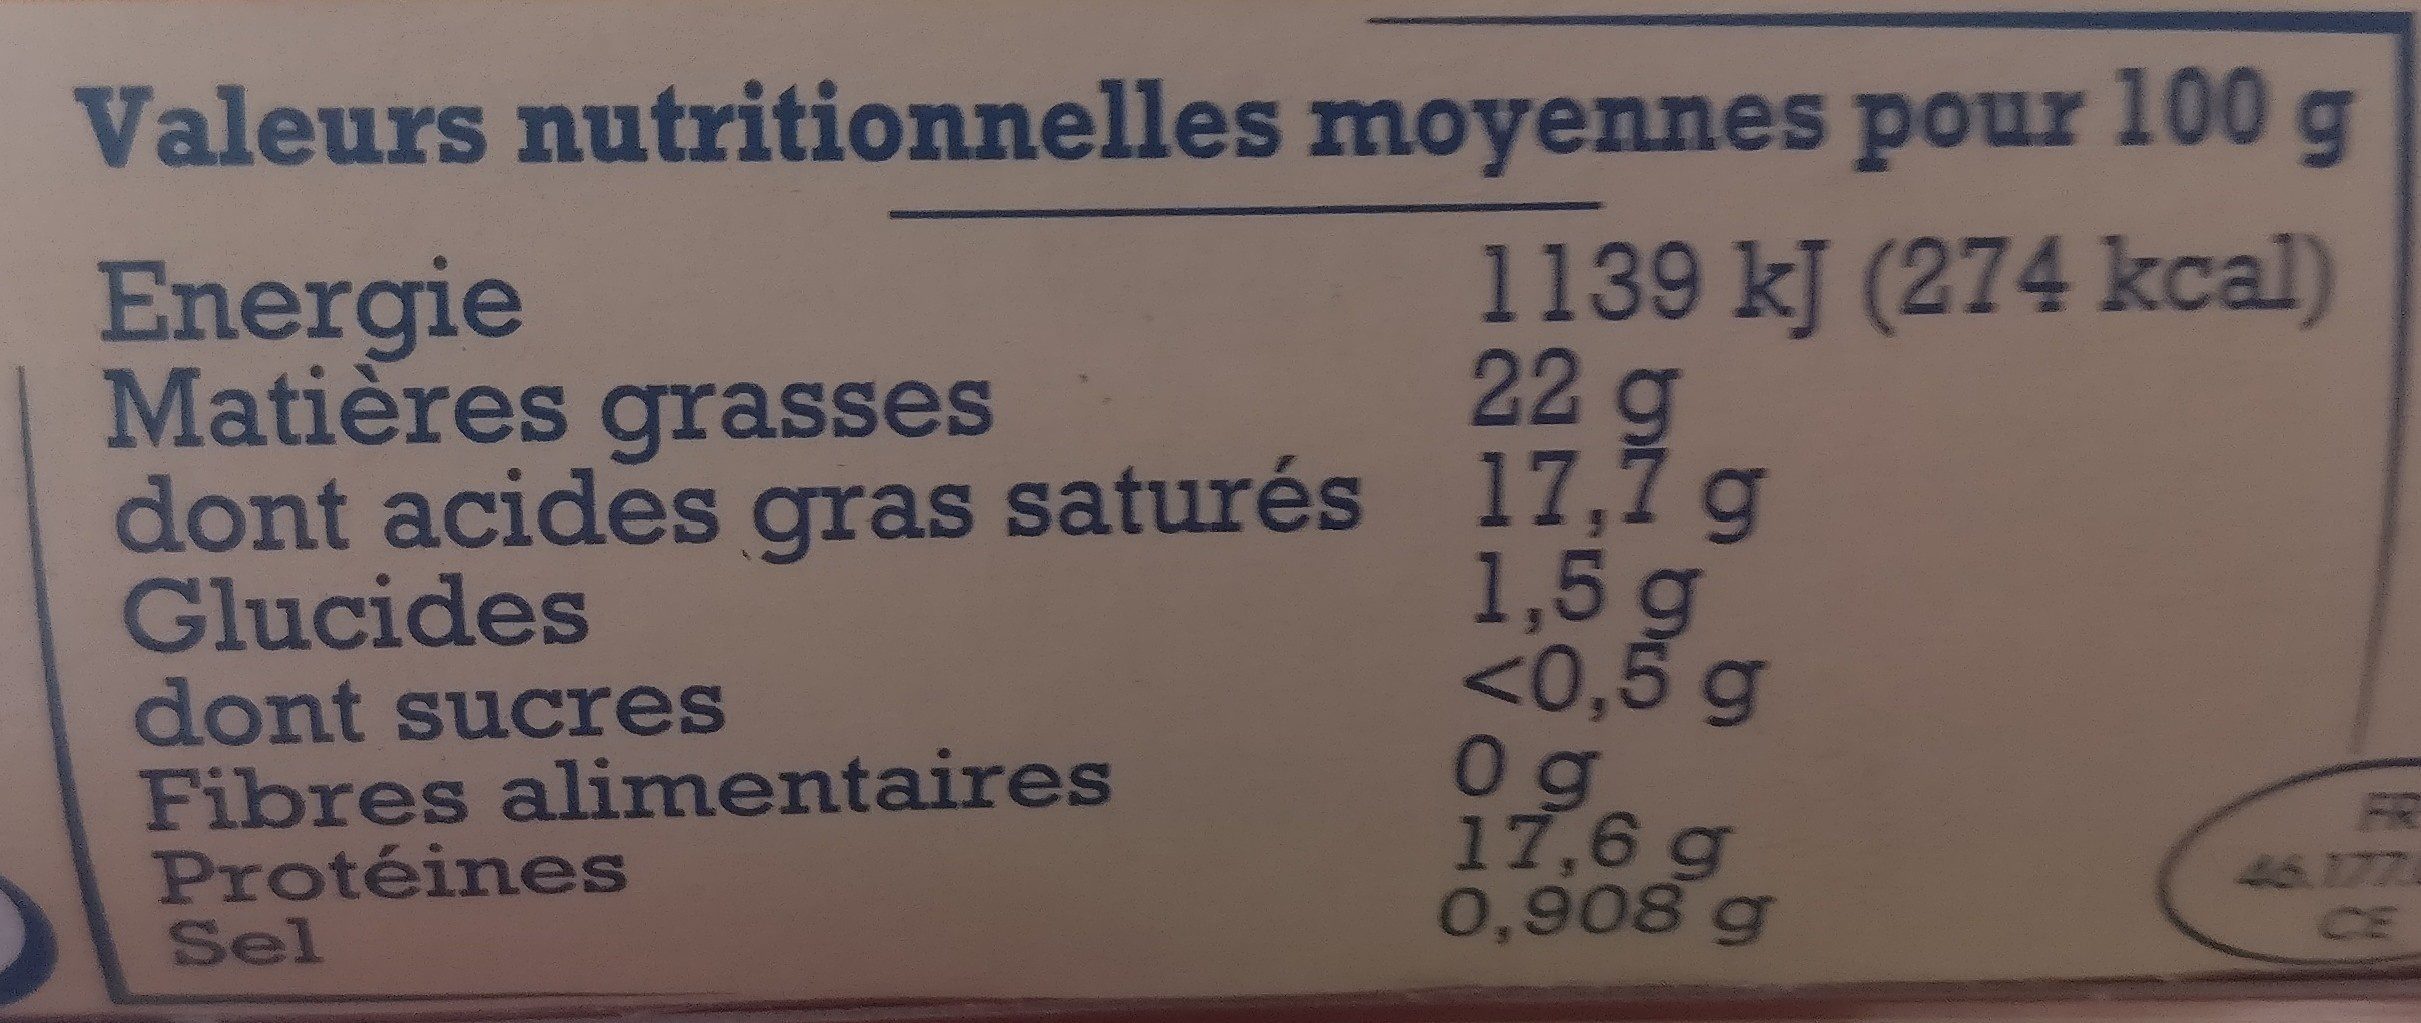 Valeurs nutritionnelles moyennes pour 100 g
Energie 1139 kJ (274 kcal)
Matières grasses 22 g
dont acides gras saturés 17,7 g
Glucides 1,5 g
dont sucres <0,5 g
Fibres alimentaires 0 g
Protéines 17,6 g
Sel 0,908 g
FR
CE